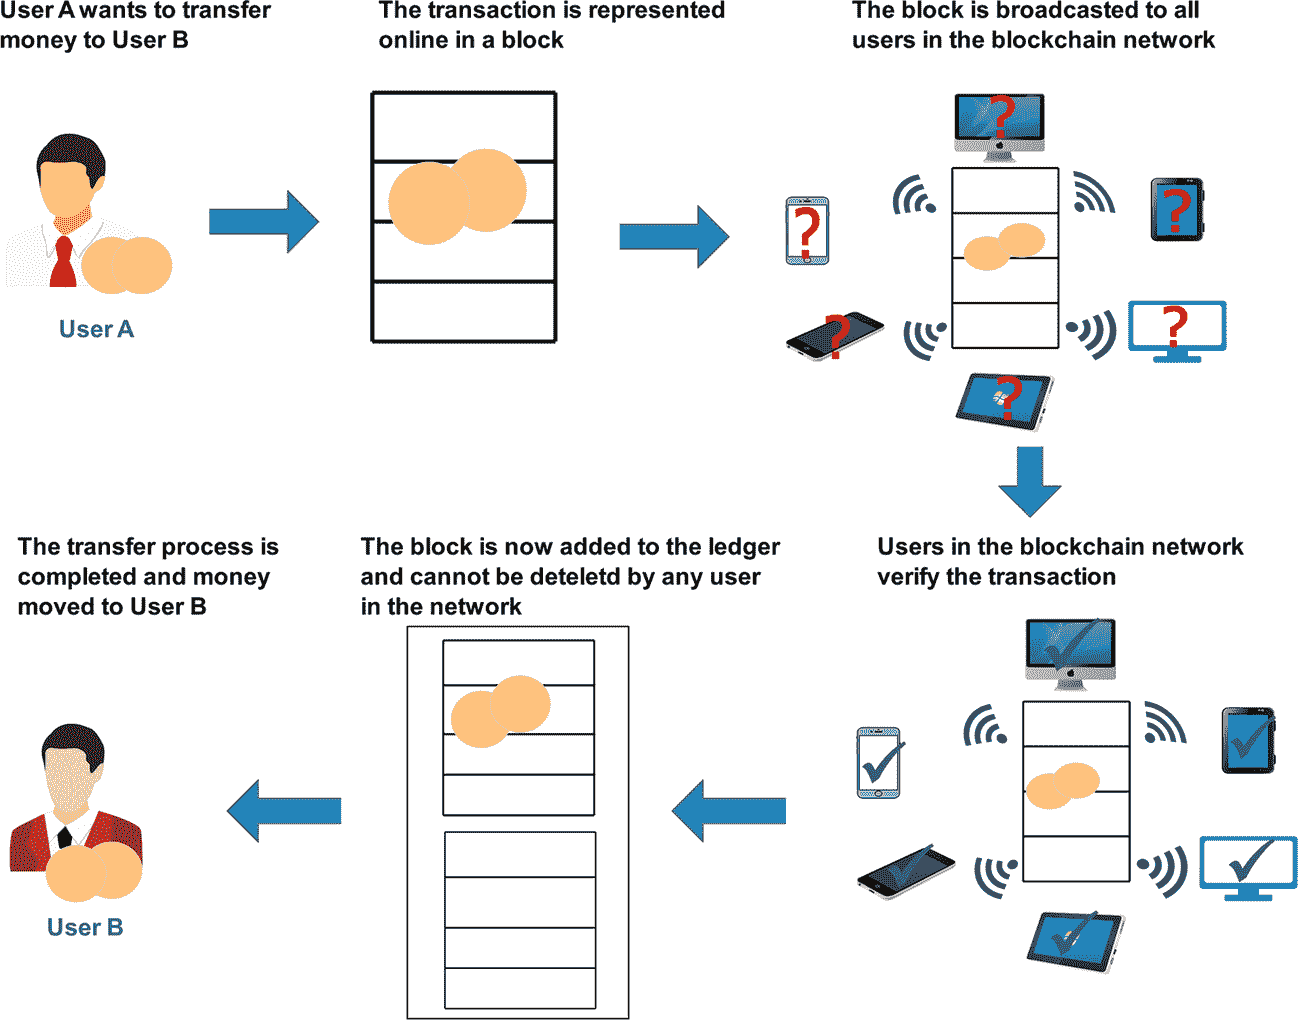 User A wants to transfer
money to User B
The transaction is represented
online in a block
The block is broadcasted to all
users in the blockchain network
?
?
?
?
?
?
User A
Users in the blockchain network
verify the transaction
The block is now added to the ledger
and cannot be deteletd by any user
in the network
The transfer process is
completed and money
moved to User B
User B